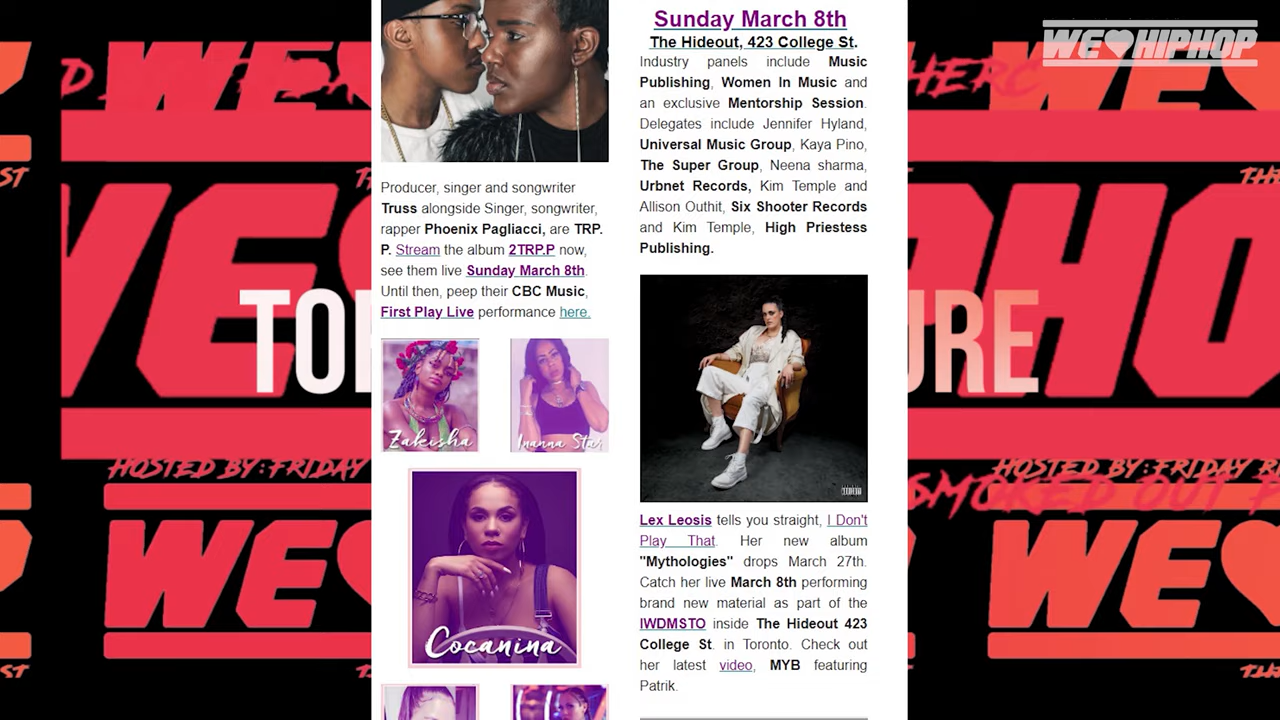 Producer, singer and songwriter
Truss alongside Singer, songwriter,
rapper Phoenix Pagliacci, are TRP.
P. Stream the album 2TRP.P now,
see them live Sunday March 8th.
Until then, peep their CBC Music,
First Play Live performance here.
Zakisha
Inanna Star
Cocanina
Sunday March 8th
The Hideout, 423 College St.
Industry panels include Music
Publishing, Women In Music and
an exclusive Mentorship Session.
Delegates include Jennifer Hyland,
Universal Music Group, Kaya Pino,
The Super Group, Neena sharma,
Urbnet Records, Kim Temple and
Allison Outhit, Six Shooter Records
and Kim Temple, High Priestess
Publishing.
Lex Leosis tells you straight, I Don't
Play That. Her new album
"Mythologies" drops March 27th.
Catch her live March 8th performing
brand new material as part of the
IWDMSTO inside The Hideout 423
College St. in Toronto. Check out
her latest video, MYB featuring
Patrik.
WE HIPHOP
TO
URE
HOSTED BY: FRIDAY
HOSTED BY: FRIDAY R
SMOKED OUT
WE
WE